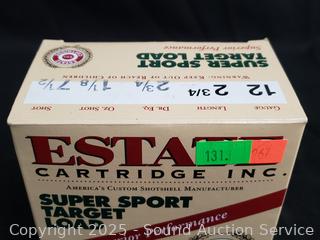 SUPER SPORT
TARGET LOAD
Superior Performance
WARNING: KEEP OUT OF REACH OF CHILDREN
12 2 3/4 2 3/4 1 1/8 7 1/2
GAUGE LENGTH DR. EQ. OZ. SHOT SHOT
ESTATE
131. 067
CARTRIDGE INC.
AMERICA'S CUSTOM SHOTSHELL MANUFACTURER
SUPER SPORT
TARGET
LOAD
Superior Performance
Copyright 2025 - Sound Auction Service